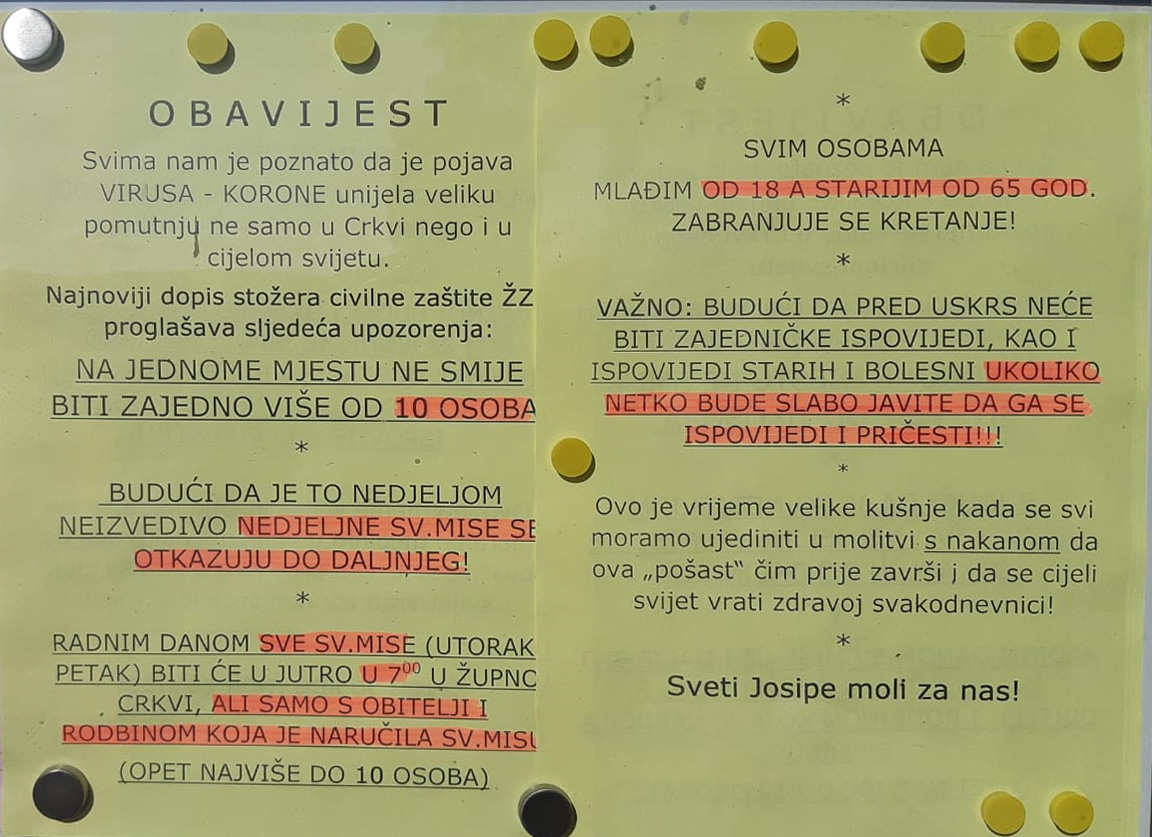 OBAVIJEST
Svima nam je poznato da je pojava
VIRUSA - KORONE unijela veliku
pomutnju ne samo u Crkvi nego i u
cijelom svijetu.
Najnoviji dopis stožera civilne zaštite ŽZ
proglašava sljedeća upozorenja:
NA JEDNOME MJESTU NE SMIJE
BITI ZAJEDNO VIŠE OD 10 OSOBA
*
BUDUĆI DA JE TO NEDJELJOM
NEIZVEDIVO NEDJELJNE SV.MISE SE
OTKAZUJU DO DALJNJEG!
*
RADNIM DANOM SVE SV.MISE (UTORAK
PETAK) BITI ĆE U JUTRO U 7⁰⁰ U ŽUPNO
CRKVI, ALI SAMO S OBITELJI I
RODBINOM KOJA JE NARUČILA SV.MISU
(OPET NAJVIŠE DO 10 OSOBA)
*
SVIM OSOBAMA
MLAĐIM OD 18 A STARIJIM OD 65 GOD.
ZABRANJUJE SE KRETANJE!
*
VAŽNO: BUDUĆI DA PRED USKRS NEĆE
BITI ZAJEDNIČKE ISPOVIJEDI, KAO I
ISPOVIJEDI STARIH I BOLESNI UKOLIKO
NETKO BUDE SLABO JAVITE DA GA SE
ISPOVIJEDI I PRIČESTI!!!
*
Ovo je vrijeme velike kušnje kada se svi
moramo ujediniti u molitvi s nakanom da
ova „pošast“ čim prije završi i da se cijeli
svijet vrati zdravoj svakodnevnici!
*
Sveti Josipe moli za nas!